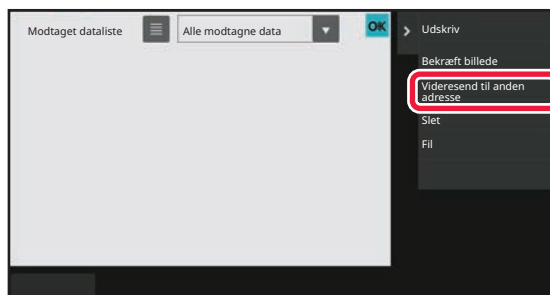 Modtaget dataliste
Alle modtagne data
OK
Udskriv
Bekræft billede
Videresend til anden
adresse
Slet
Fil